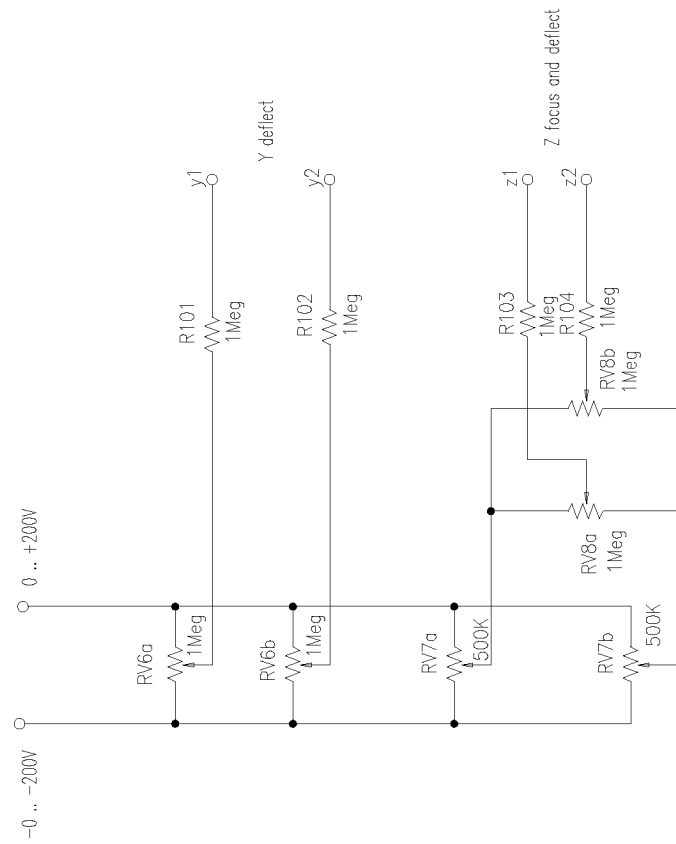 -0 .. -200V
0 .. +200V
RV6a
1Meg
R101
1Meg
y1
Y deflect
RV6b
1Meg
R102
1Meg
y2
RV7a
500K
R103
1Meg
z1
Z focus and deflect
RV8a
1Meg
RV8b
1Meg
R104
1Meg
z2
RV7b
500K